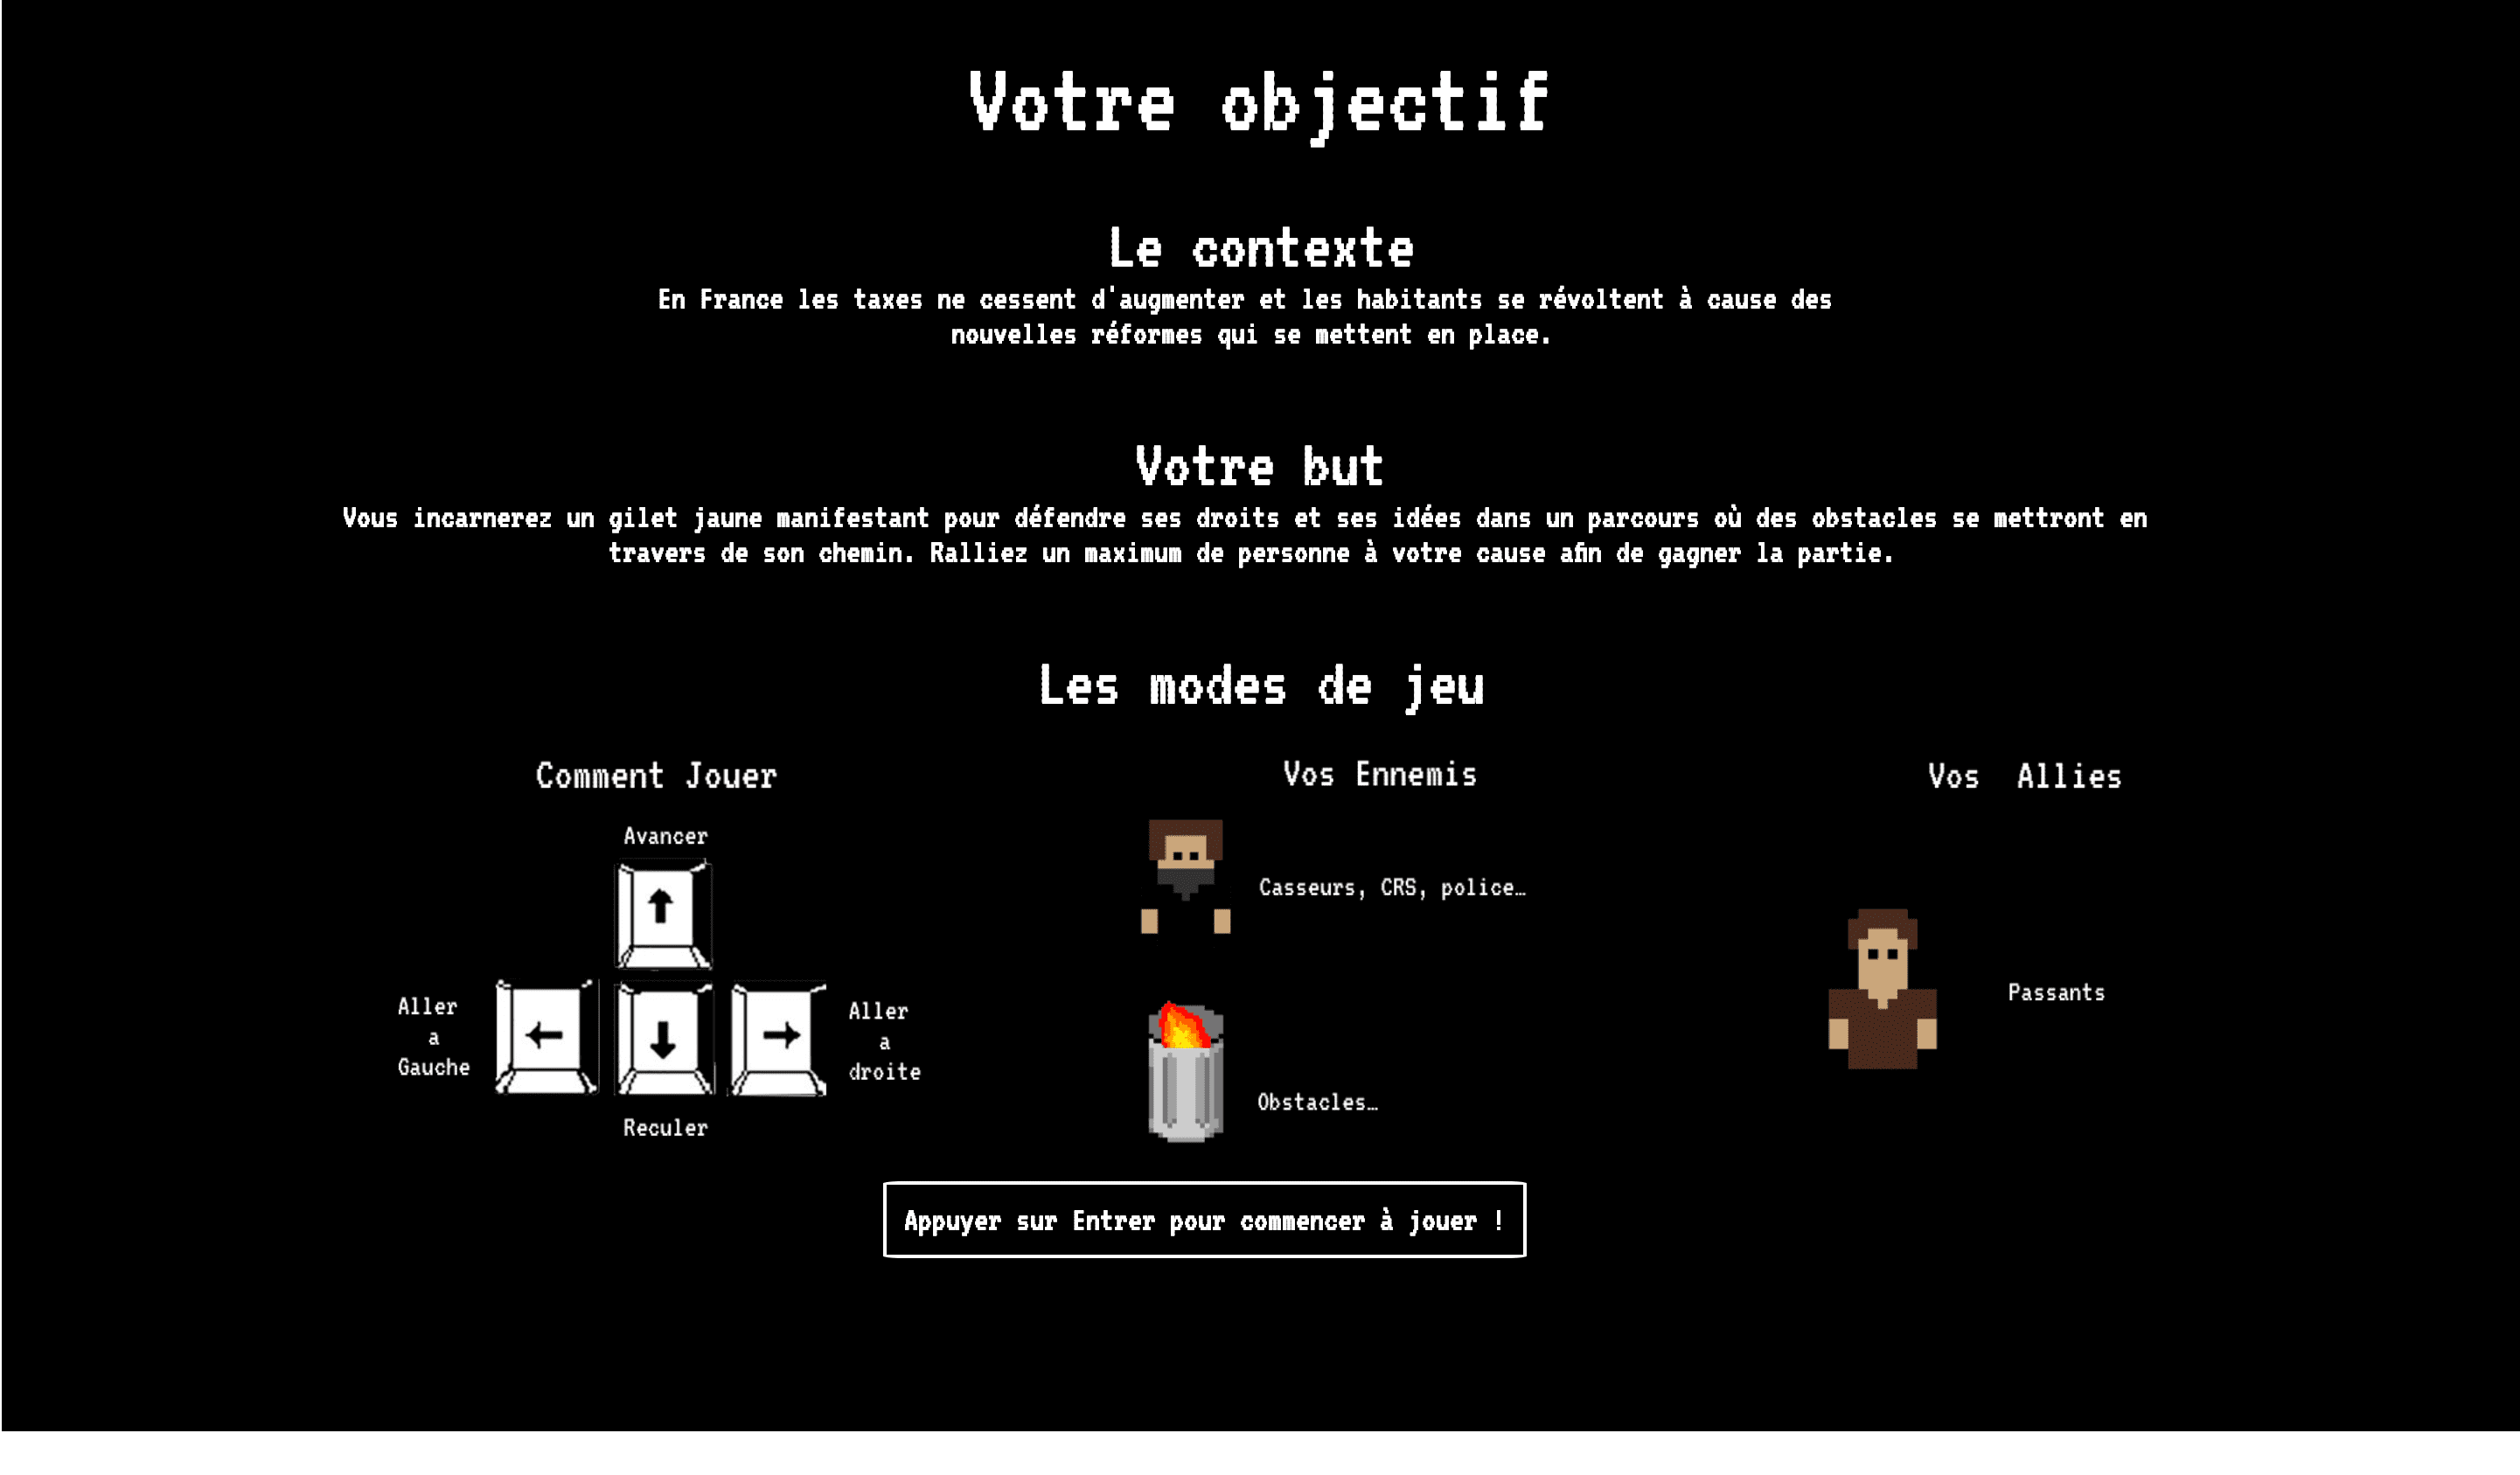 Votre objectif
Le contexte
En France les taxes ne cessent d'augmenter et les habitants se révoltent à cause des
nouvelles réformes qui se mettent en place.
Votre but
Vous incarnerez un gilet jaune manifestant pour défendre ses droits et ses idées dans un parcours où des obstacles se mettront en
travers de son chemin. Ralliez un maximum de personne à votre cause afin de gagner la partie.
Les modes de jeu
Comment Jouer
Avancer
Aller
a
Gauche
Aller
a
droite
Reculer
Vos Ennemis
Casseurs, CRS, police…
Obstacles…
Vos Allies
Passants
Appuyer sur Entrer pour commencer à jouer !